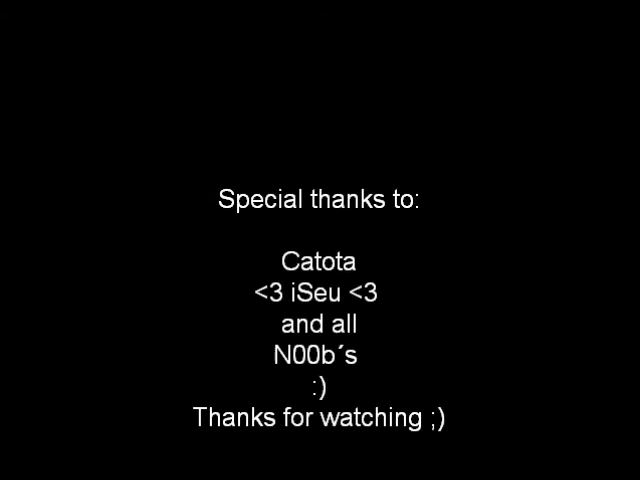 Special thanks to:
Catota
<3 iSeu <3
and all
N00b´s
:)
Thanks for watching ;)